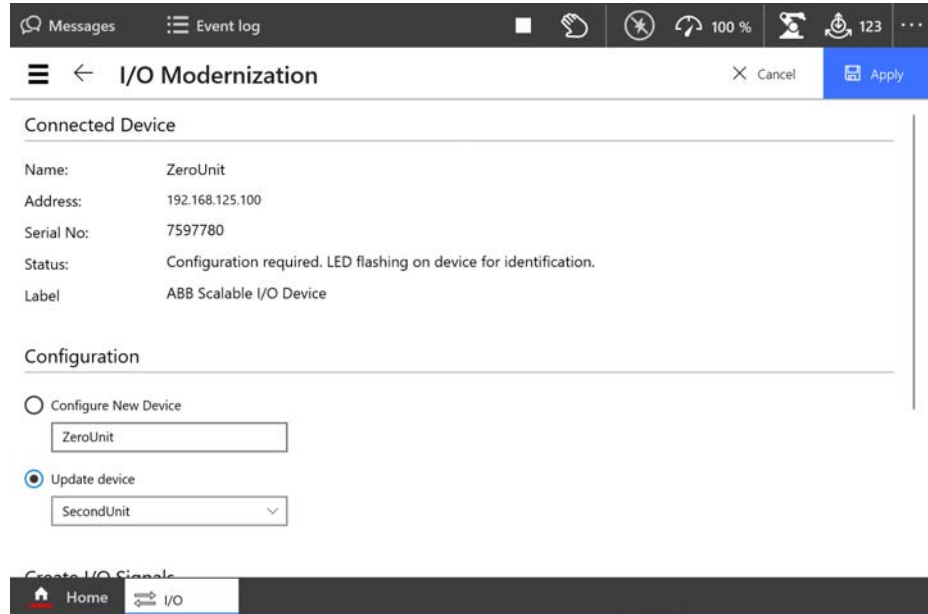 Messages Event log 100 % 123
I/O Modernization Cancel Apply
Connected Device
Name: ZeroUnit
Address: 192.168.125.100
Serial No: 7597780
Status: Configuration required. LED flashing on device for identification.
Label ABB Scalable I/O Device
Configuration
Configure New Device
ZeroUnit
Update device
SecondUnit
Create I/O Signals
Home I/O